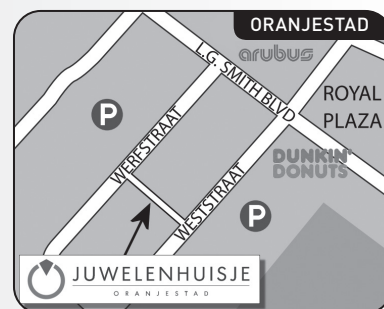 ORANJESTAD
arubus
L.G. SMITH BLVD
ROYAL
PLAZA
P
WERFSTRAAT
DUNKIN'
DONUTS
WESTSTRAAT
P
JUWELENHUISJE
ORANJESTAD